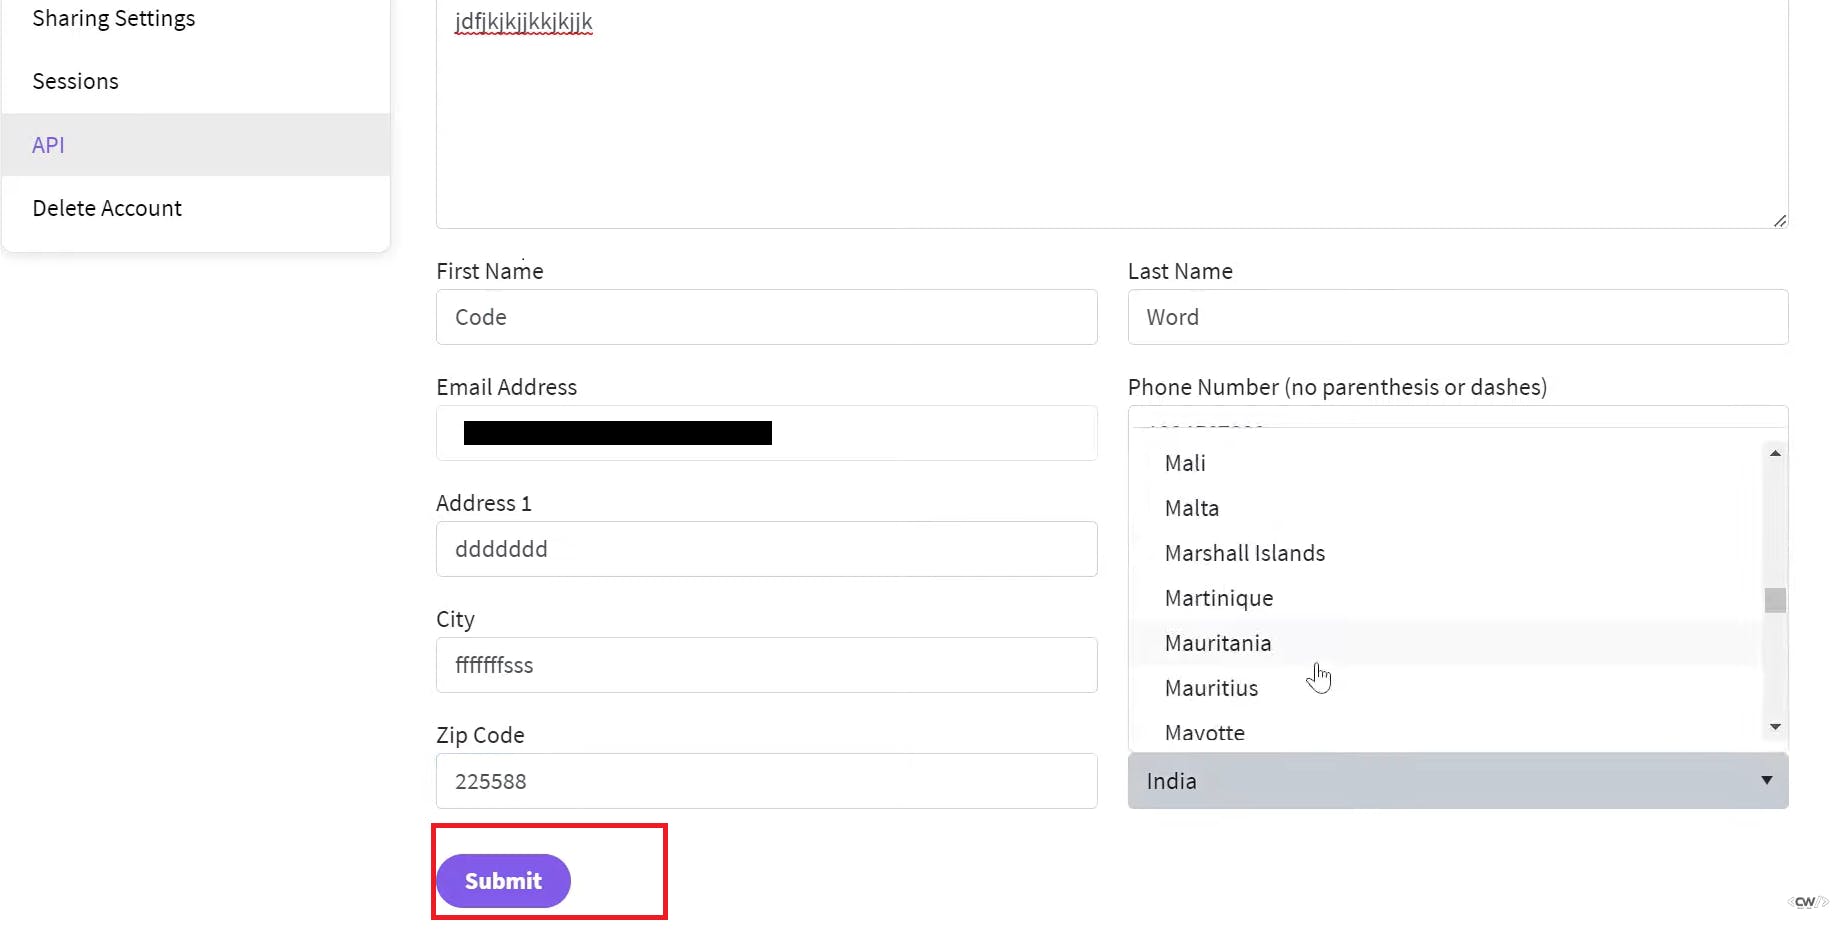 Sharing Settings
jdfjkjkjjkkjkjjk
Sessions
API
Delete Account
First Name
Last Name
Code
Word
Email Address
Phone Number (no parenthesis or dashes)
Mali
Malta
Address 1
ddddddd
Marshall Islands
Martinique
City
Mauritania
fffffffsss
Mauritius
Zip Code
Mayotte
225588
India
Submit
<CW/>